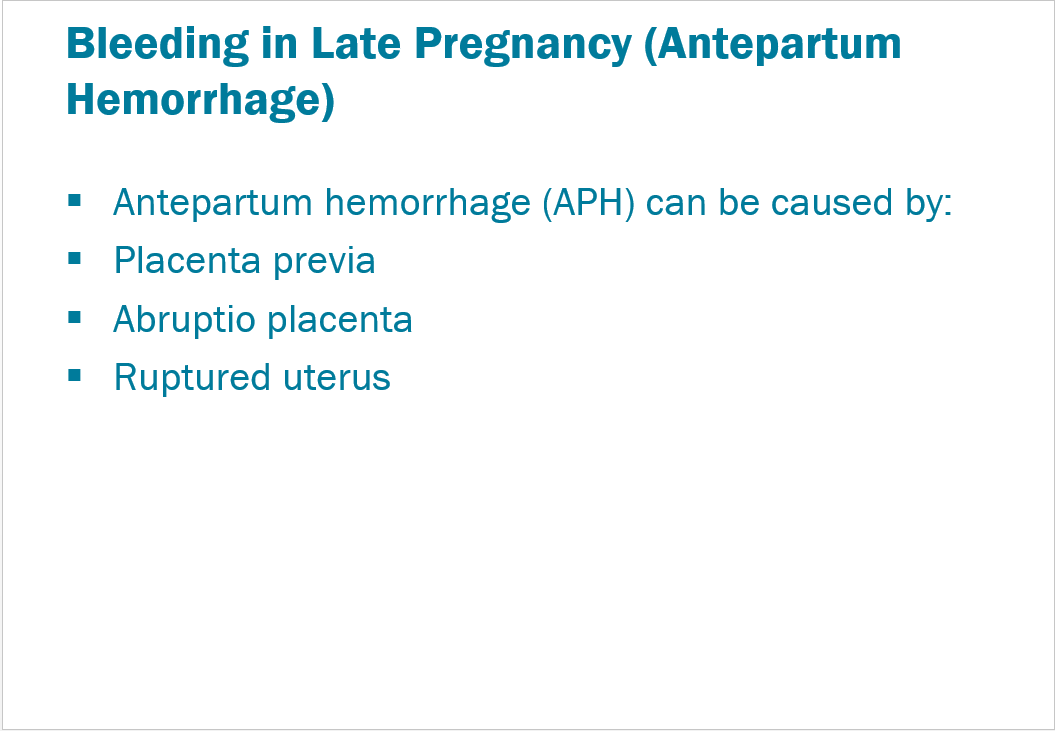 Bleeding in Late Pregnancy (Antepartum
Hemorrhage)
▪ Antepartum hemorrhage (APH) can be caused by:
▪ Placenta previa
▪ Abruptio placenta
▪ Ruptured uterus